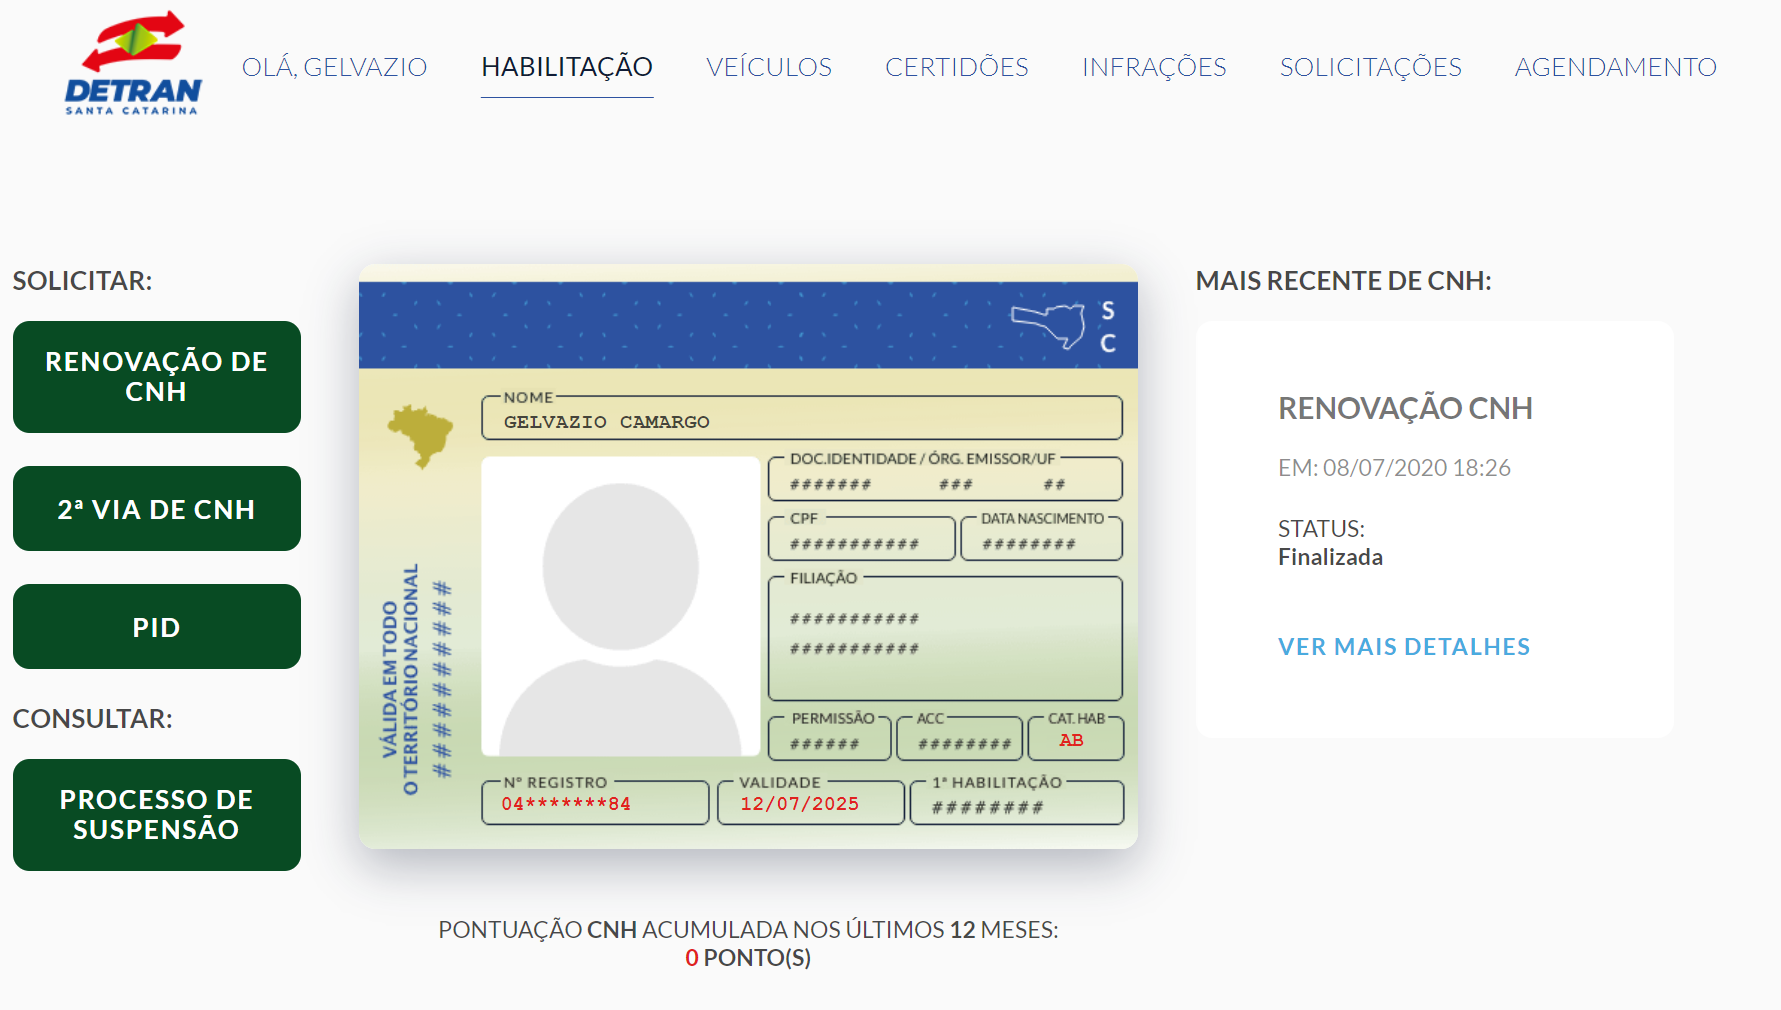 DETRAN
SANTA CATARINA
OLÁ, GELVAZIO
HABILITAÇÃO
VEÍCULOS
CERTIDÕES
INFRAÇÕES
SOLICITAÇÕES
AGENDAMENTO
SOLICITAR:
RENOVAÇÃO DE
CNH
2ª VIA DE CNH
PID
CONSULTAR:
PROCESSO DE
SUSPENSÃO
S
C
NOME
GELVAZIO CAMARGO
DOC.IDENTIDADE / ÓRG. EMISSOR/UF
####### ### ##
CPF
###########
DATA NASCIMENTO
########
FILIAÇÃO
###########
###########
PERMISSÃO
######
ACC
########
CAT. HAB
AB
Nº REGISTRO
04*******84
VALIDADE
12/07/2025
1ª HABILITAÇÃO
########
VÁLIDA EM TODO
O TERRITÓRIO NACIONAL
###########
PONTUAÇÃO CNH ACUMULADA NOS ÚLTIMOS 12 MESES:
0 PONTO(S)
MAIS RECENTE DE CNH:
RENOVAÇÃO CNH
EM: 08/07/2020 18:26
STATUS:
Finalizada
VER MAIS DETALHES